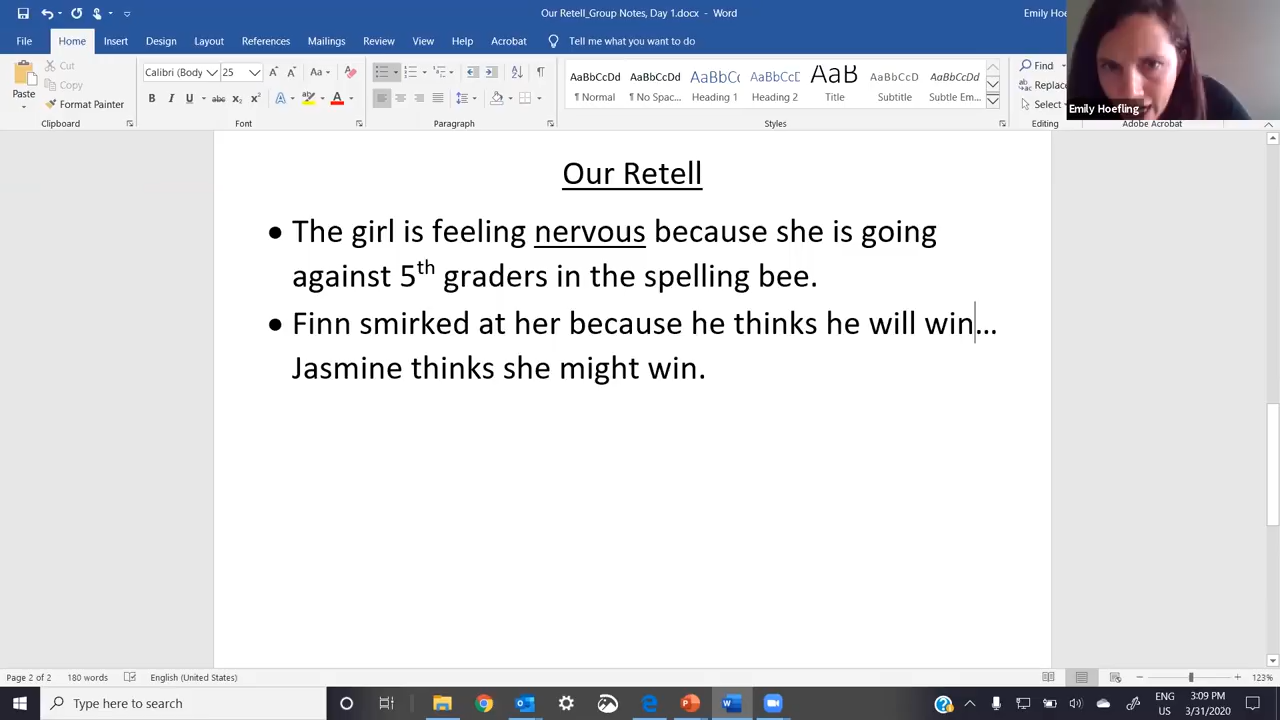 Our Retell_Group Notes, Day 1.docx - Word
Emily Ho
File Home Insert Design Layout References Mailings Review View Help Acrobat Tell me what you want to do
Paste
Cut
Copy
Format Painter
Clipboard
Calibri (Body 25
Font
Paragraph
AaBbCcDd AaBbCcDd AaBbCc AaBbCcD AaB AaBbCcD AaBbCcDd
¶ Normal ¶ No Spac... Heading 1 Heading 2 Title Subtitle Subtle Em...
Styles
Find
Replace
Select
Editing
Adobe Acrobat
Emily Hoefling
Our Retell
• The girl is feeling nervous because she is going
against 5th graders in the spelling bee.
• Finn smirked at her because he thinks he will win...
Jasmine thinks she might win.
Page 2 of 2 180 words English (United States) 123%
Type here to search
ENG
US
3:09 PM
3/31/2020